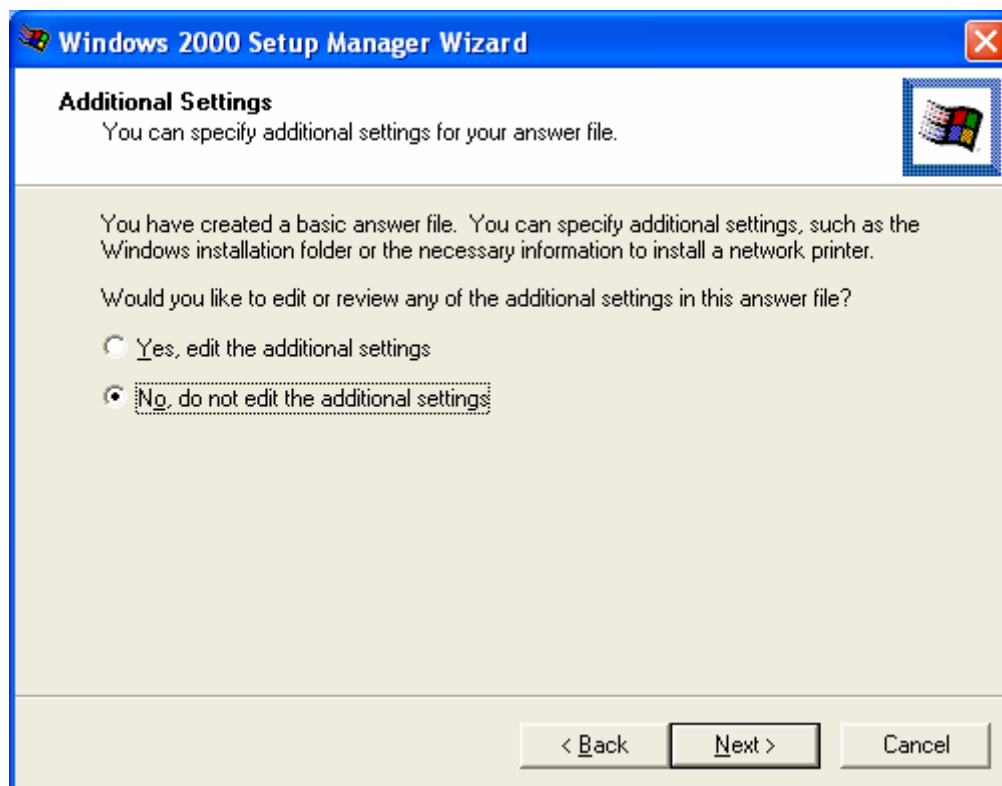 Windows 2000 Setup Manager Wizard
Additional Settings
You can specify additional settings for your answer file.
You have created a basic answer file. You can specify additional settings, such as the
Windows installation folder or the necessary information to install a network printer.
Would you like to edit or review any of the additional settings in this answer file?
Yes, edit the additional settings
No, do not edit the additional settings
< Back Next > Cancel